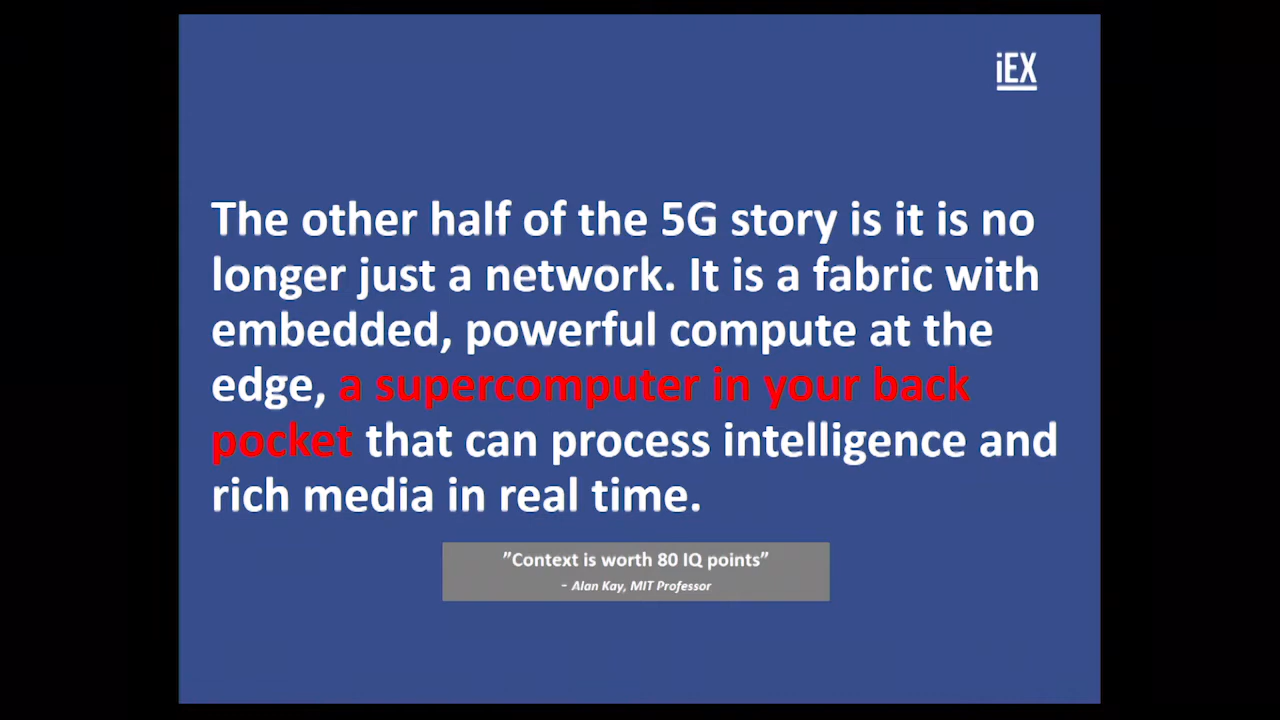 iEX
The other half of the 5G story is it is no
longer just a network. It is a fabric with
embedded, powerful compute at the
edge, a supercomputer in your back
pocket that can process intelligence and
rich media in real time.
”Context is worth 80 IQ points”
- Alan Kay, MIT Professor